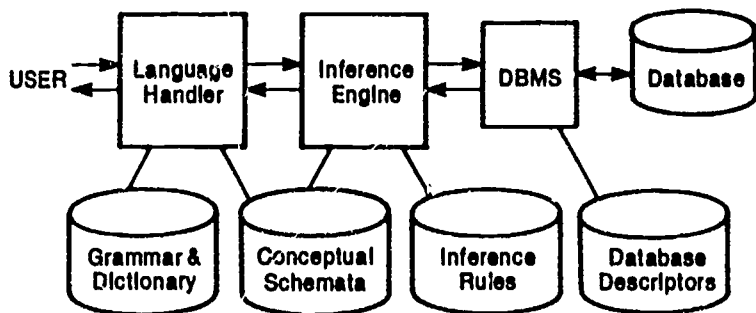 USER
Language
Handler
Inference
Engine
DBMS
Database
Grammar &
Dictionary
Conceptual
Schemata
Inference
Rules
Database
Descriptors